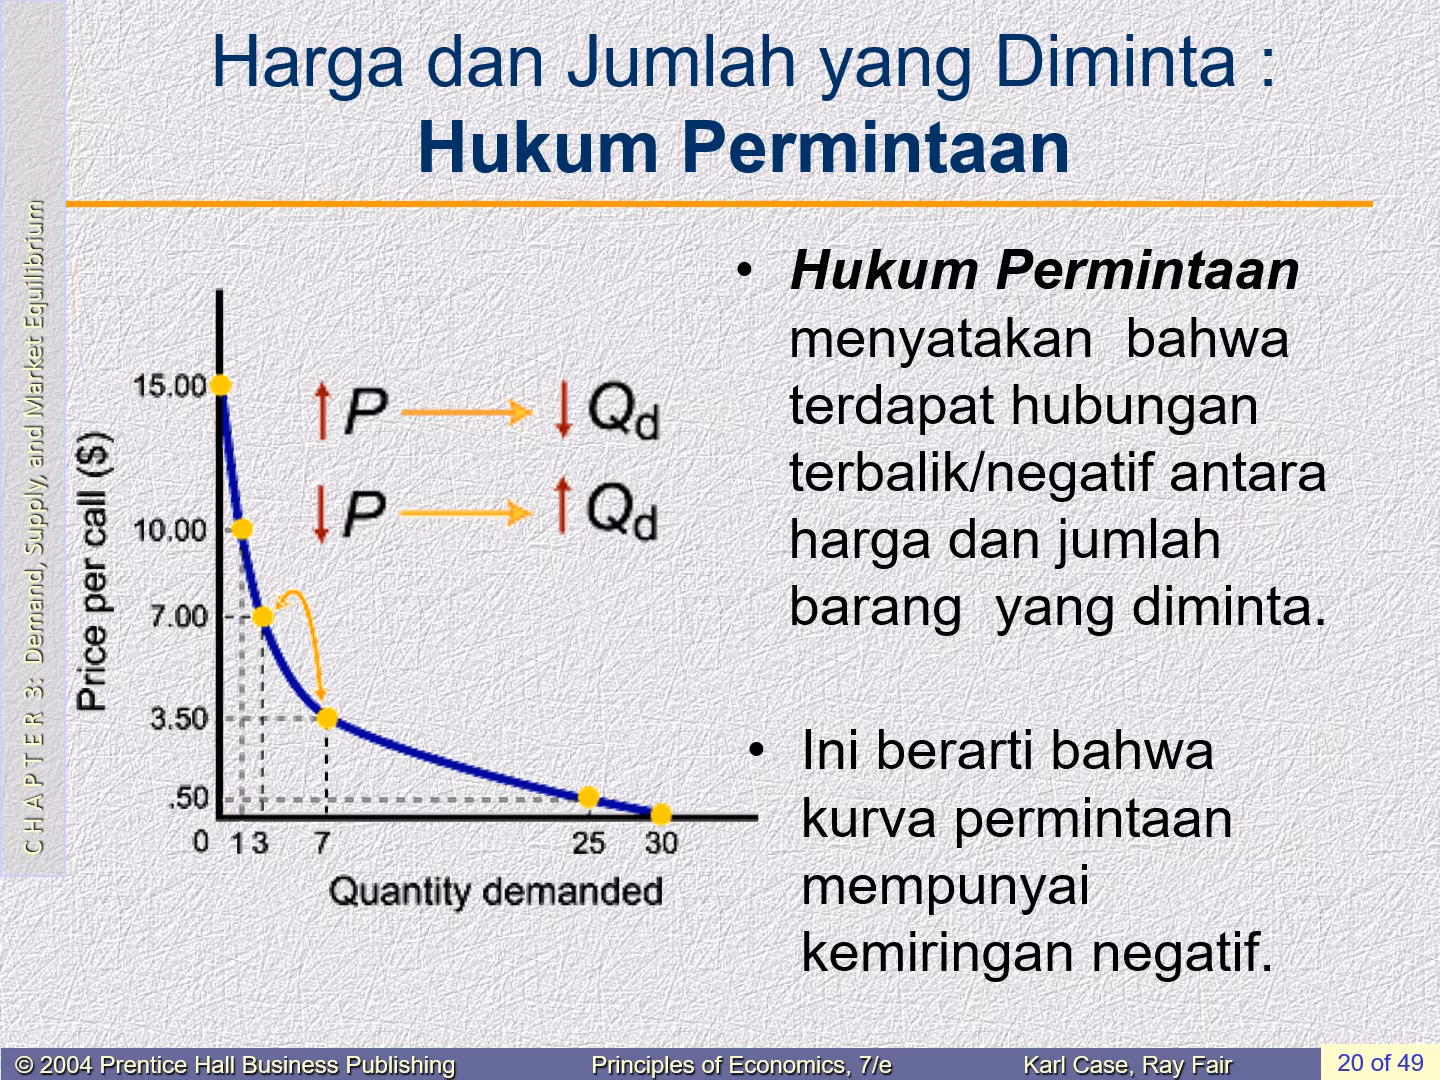 Harga dan Jumlah yang Diminta :
Hukum Permintaan
CHAPTER 3: Demand, Supply, and Market Equilibrium
Price per call ($)
15.00
10.00
7.00
3.50
.50
0 1 3 7 25 30
Quantity demanded
↑ P → ↓ Qd
↓ P → ↑ Qd
• Hukum Permintaan
menyatakan bahwa
terdapat hubungan
terbalik/negatif antara
harga dan jumlah
barang yang diminta.
• Ini berarti bahwa
kurva permintaan
mempunyai
kemiringan negatif.
© 2004 Prentice Hall Business Publishing Principles of Economics, 7/e Karl Case, Ray Fair 20 of 49